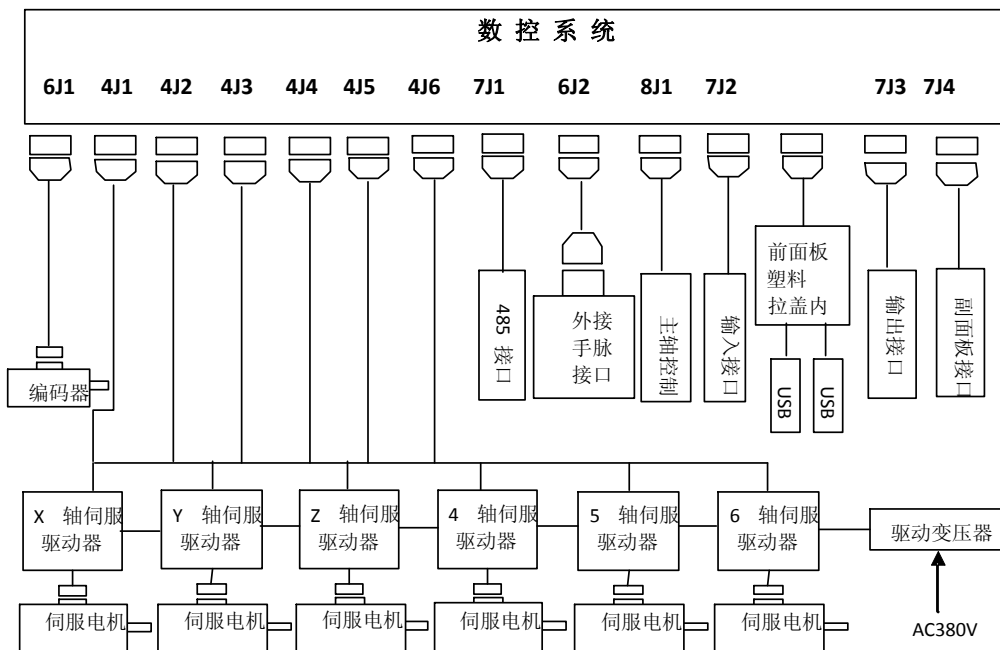 数 控 系 统
6J1 4J1 4J2 4J3 4J4 4J5 4J6 7J1 6J2 8J1 7J2 7J3 7J4
485 接口
外接
手脉
接口
主轴控制
输入接口
前面板
塑料
拉盖内
USB
USB
输出接口
副面板接口
编码器
X 轴伺服
驱动器
Y 轴伺服
驱动器
Z 轴伺服
驱动器
4 轴伺服
驱动器
5 轴伺服
驱动器
6 轴伺服
驱动器
驱动变压器
伺服电机
伺服电机
伺服电机
伺服电机
伺服电机
伺服电机
AC380V